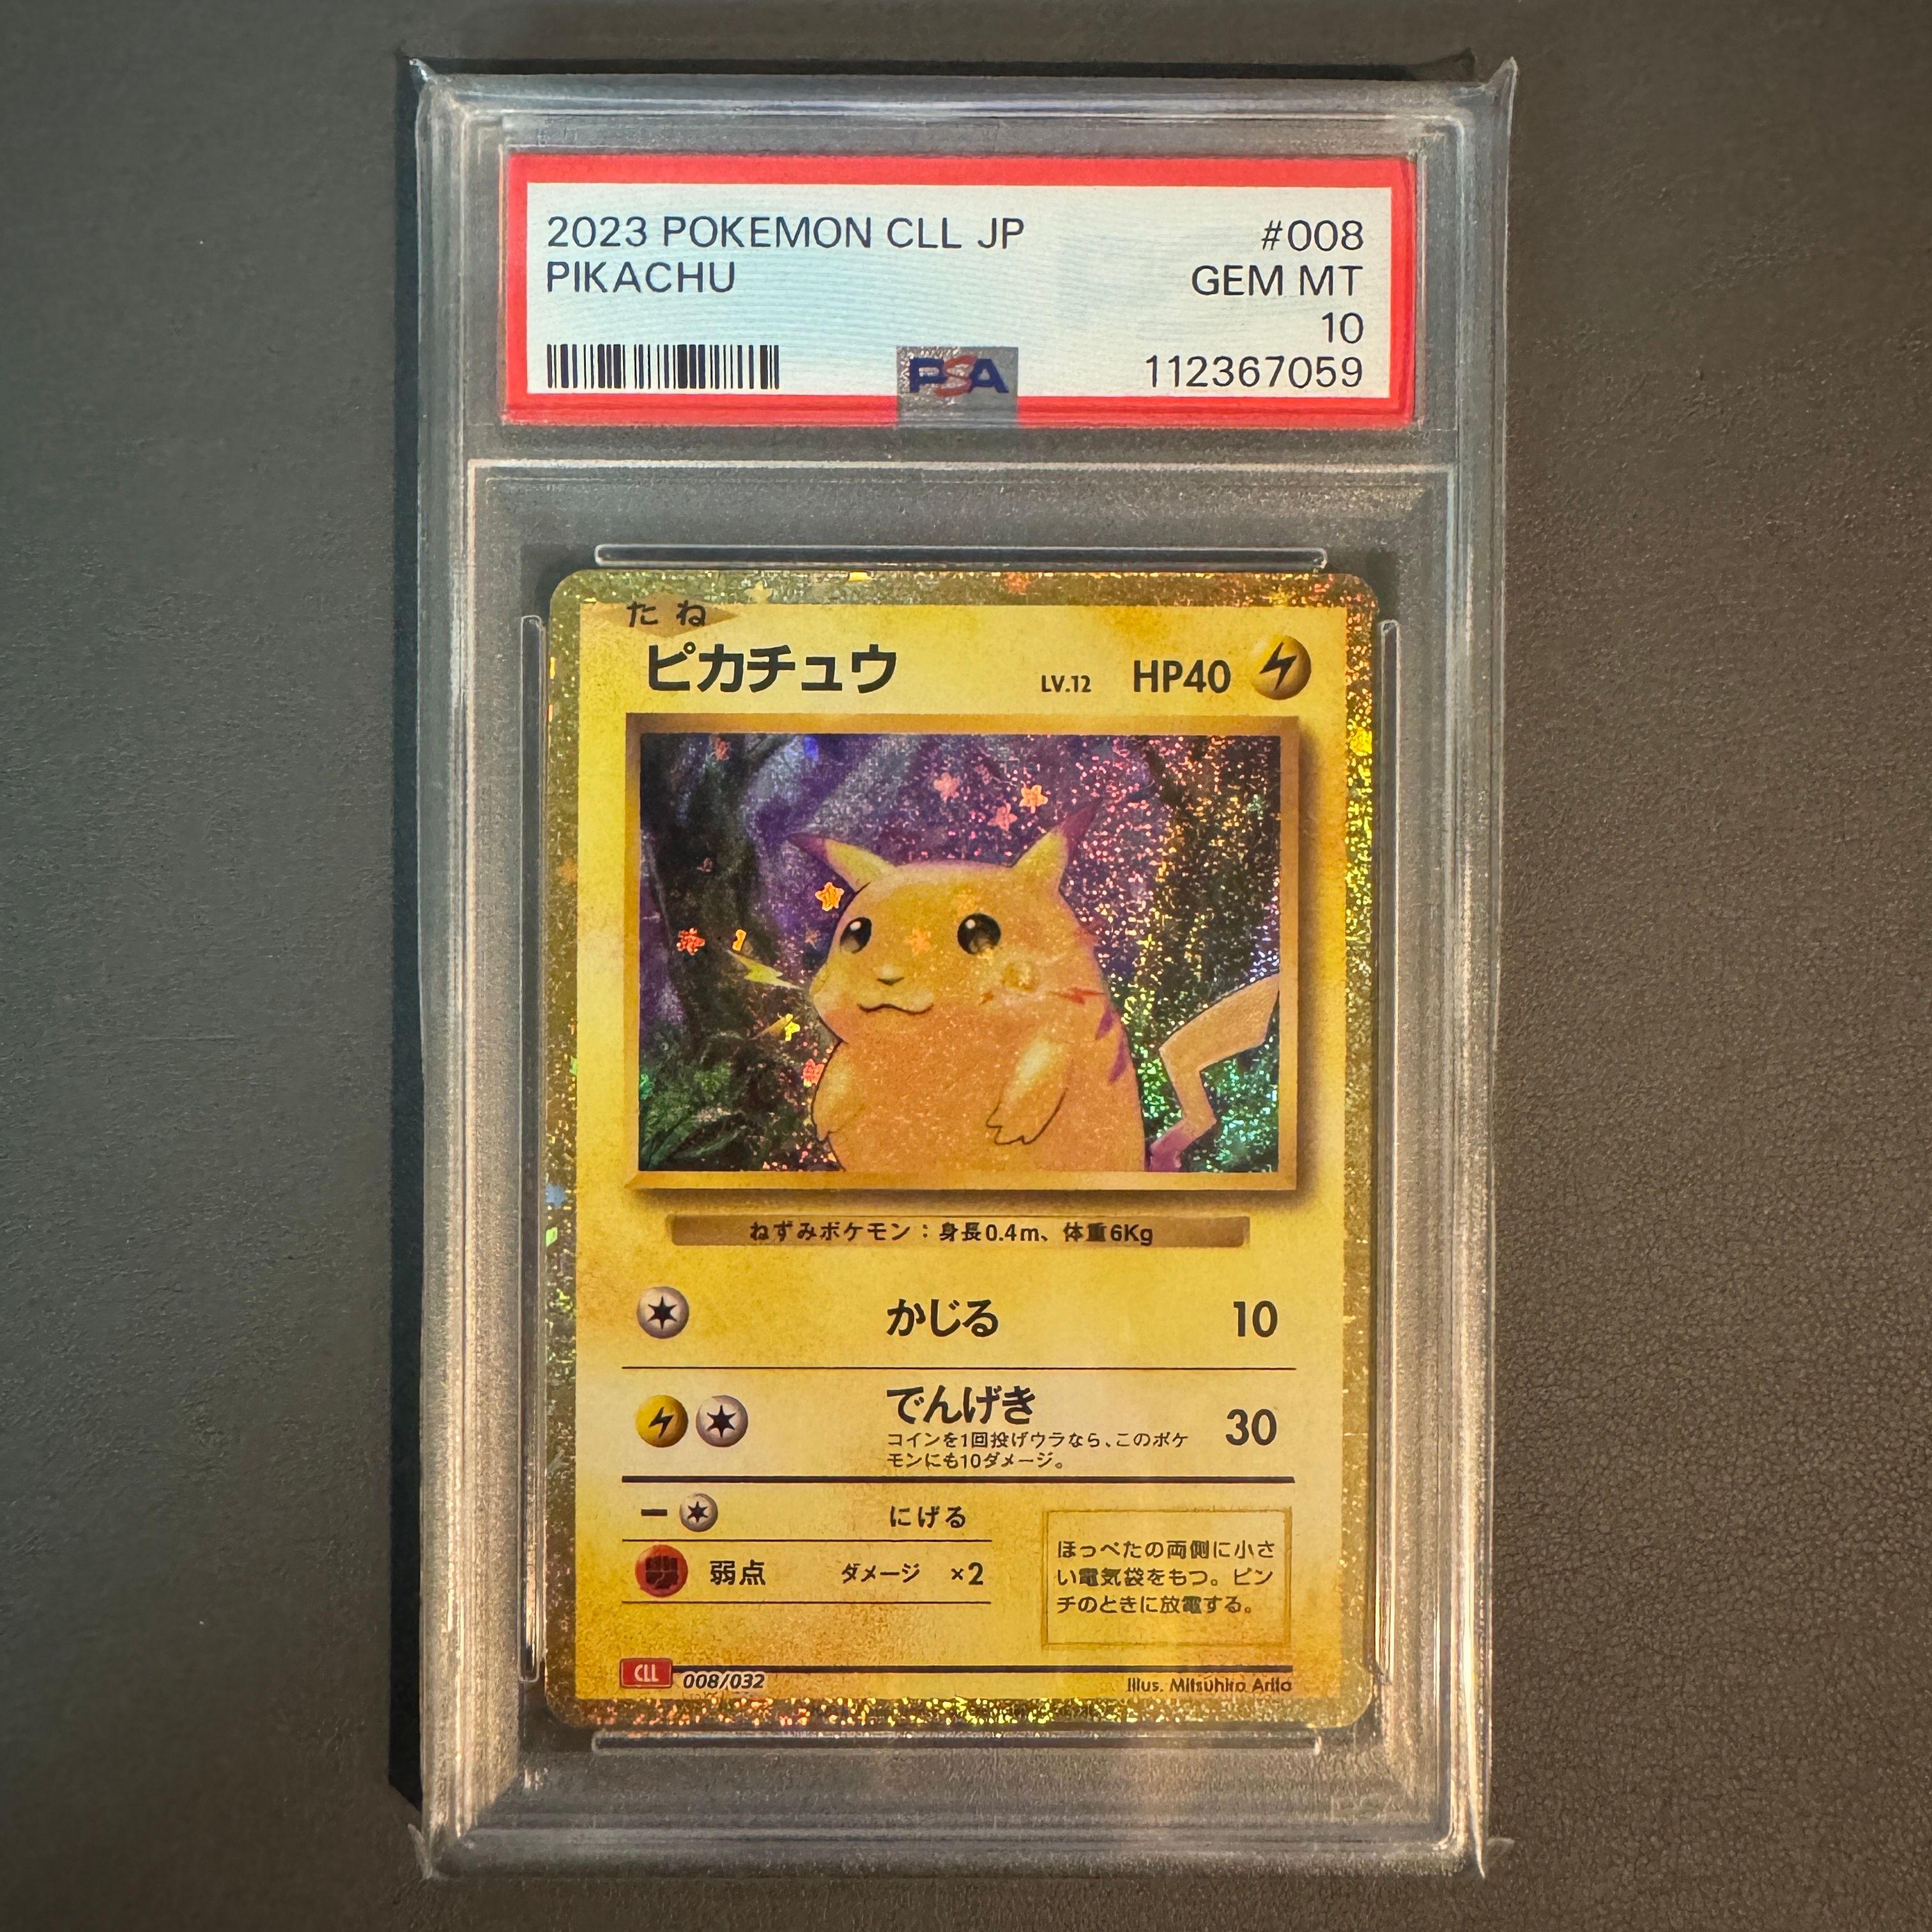 2023 POKEMON CLL JP #008
PIKACHU GEM MT
10
PSA 112367059
たね
ピカチュウ LV.12 HP40
ねずみポケモン：身長0.4m、体重6Kg
かじる 10
でんげき 30
コインを1回投げウラなら、このポケ
モンにも10ダメージ。
にげる
弱点 ダメージ ×2
ほっぺたの両側に小さ
い電気袋をもつ。ピン
チのときに放電する。
CLL 008/032 Illus. Mitsuhiro Arita